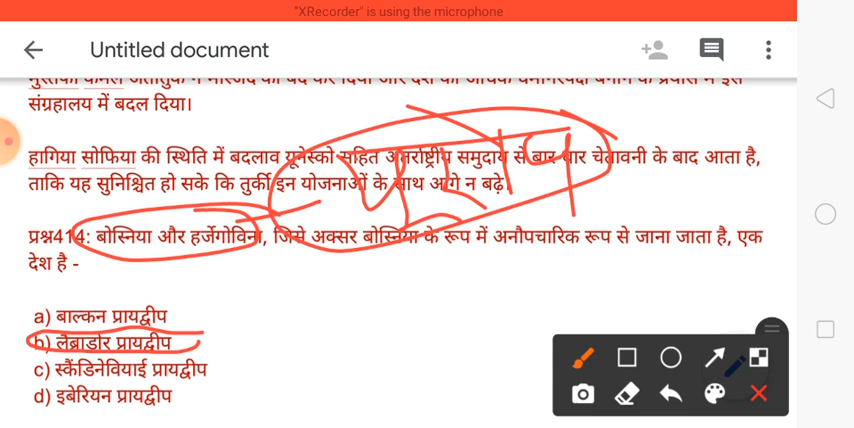 "XRecorder" is using the microphone
Untitled document
संग्रहालय में बदल दिया।
हागिया सोफिया की स्थिति में बदलाव यूनेस्को सहित अंतर्राष्ट्रीय समुदाय से बार बार चेतावनी के बाद आता है,
ताकि यह सुनिश्चित हो सके कि तुर्की इन योजनाओं के साथ आगे न बढ़े।
प्रश्न414: बोस्निया और हर्जेगोविना, जिसे अक्सर बोस्निया के रूप में अनौपचारिक रूप से जाना जाता है, एक
देश है -
a) बाल्कन प्रायद्वीप
b) लैब्राडोर प्रायद्वीप
c) स्कैंडिनेवियाई प्रायद्वीप
d) इबेरियन प्रायद्वीप